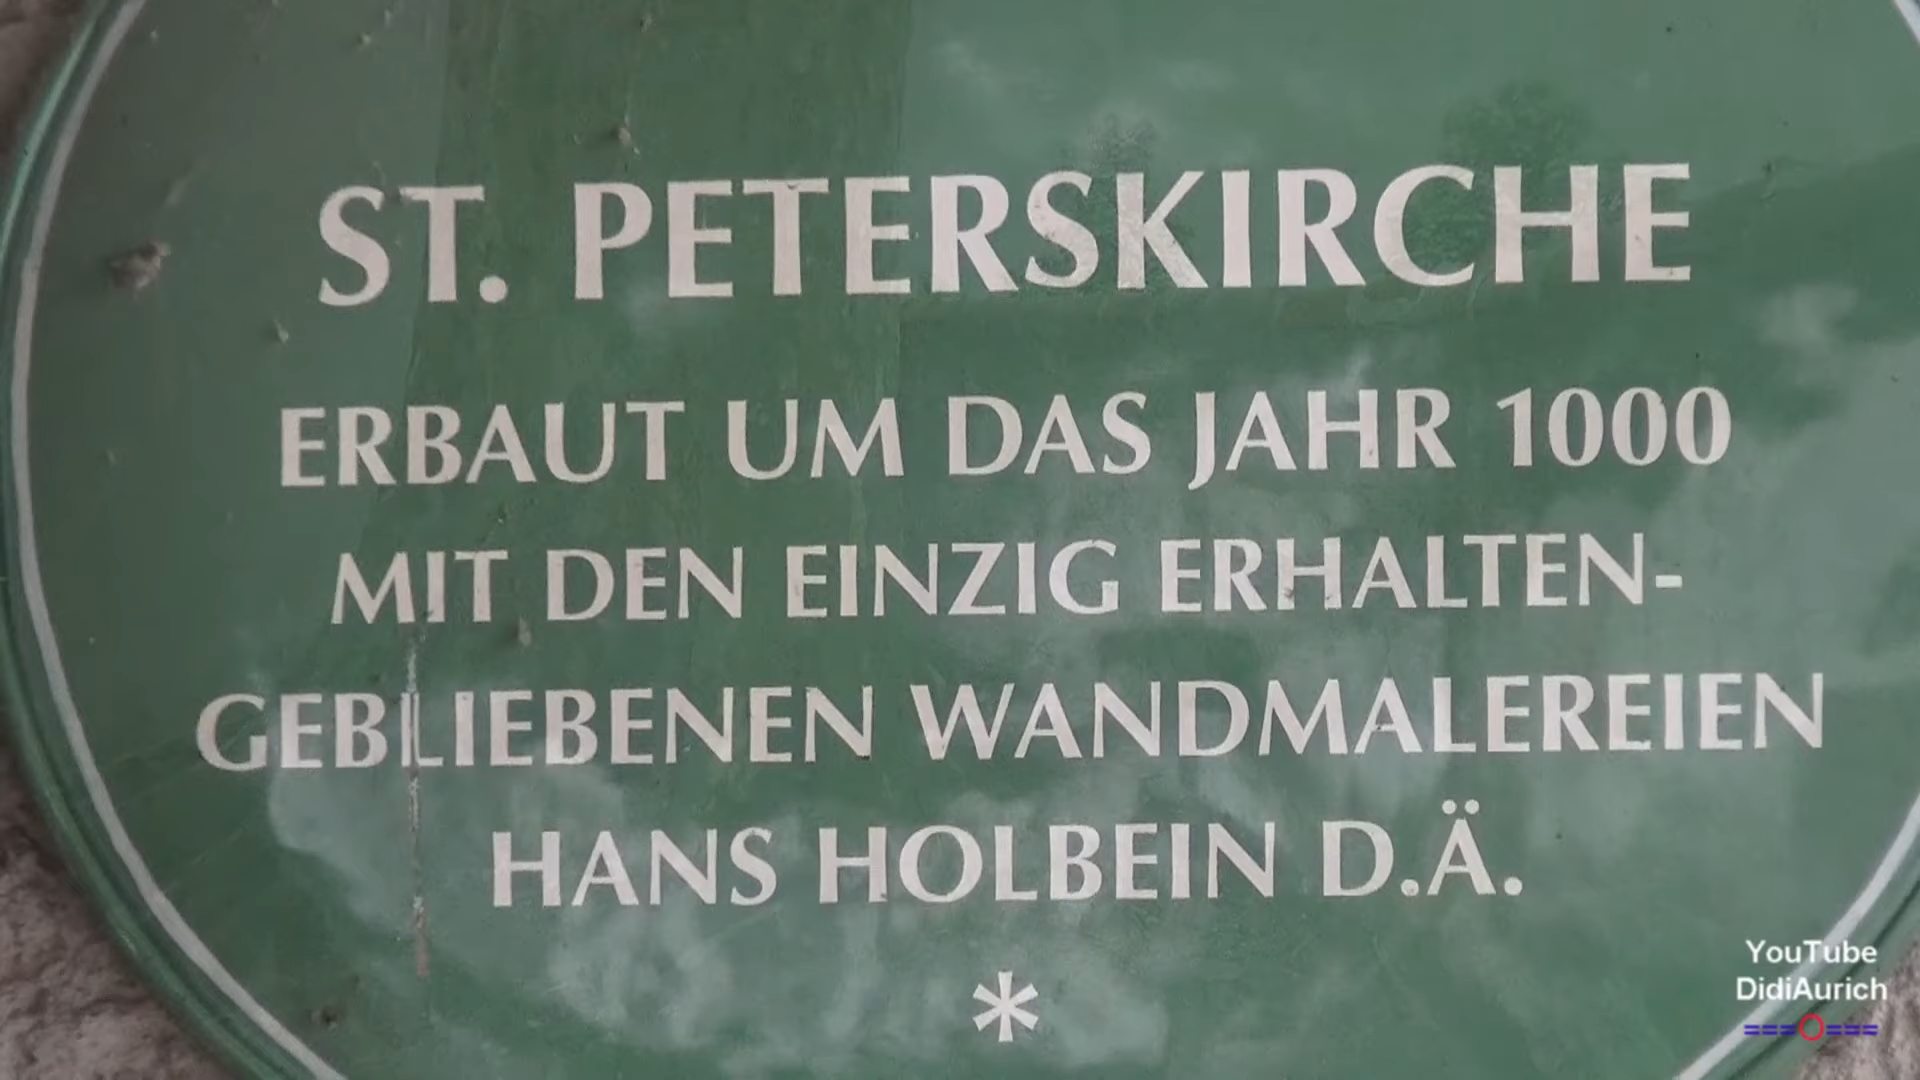 ST. PETERSKIRCHE
ERBAUT UM DAS JAHR 1000
MIT DEN EINZIG ERHALTEN-
GEBLIEBENEN WANDMALEREIEN
HANS HOLBEIN D.Ä.
*
YouTube
DidiAurich
===O===